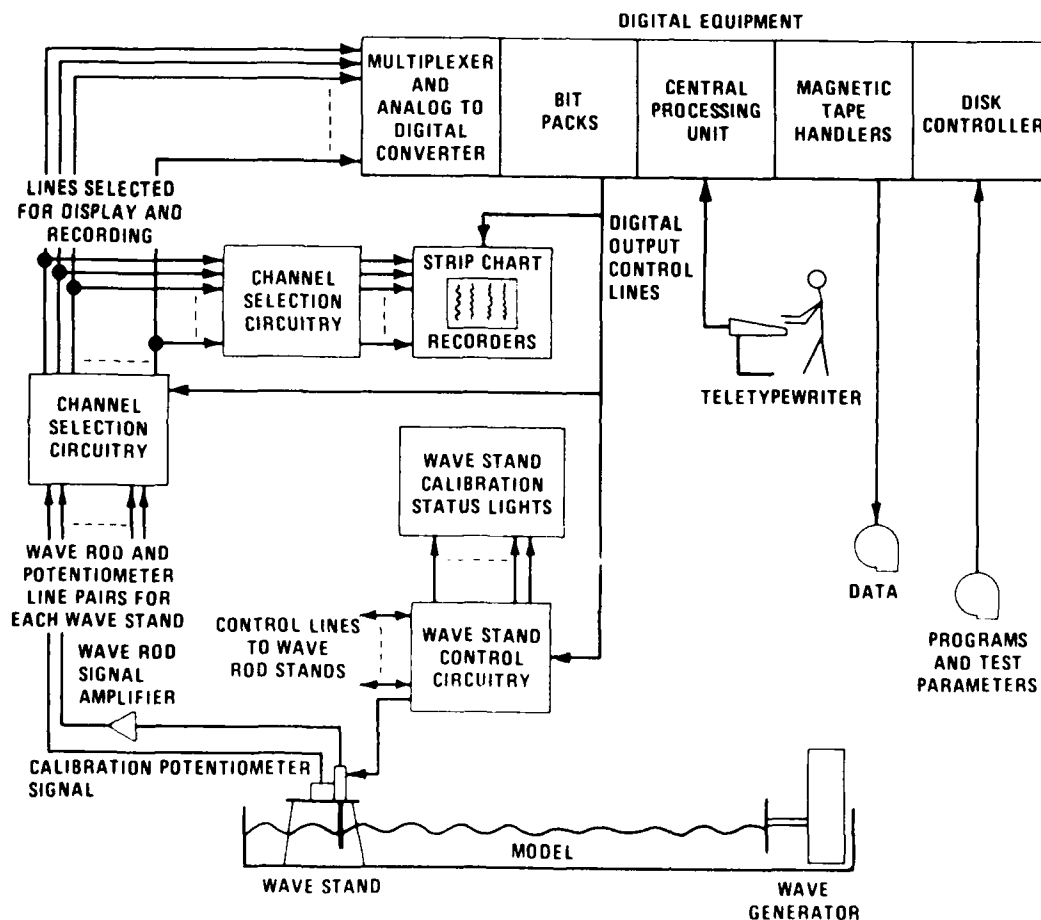 DIGITAL EQUIPMENT
MULTIPLEXER
AND
ANALOG TO
DIGITAL
CONVERTER
BIT
PACKS
CENTRAL
PROCESSING
UNIT
MAGNETIC
TAPE
HANDLERS
DISK
CONTROLLER
LINES SELECTED
FOR DISPLAY AND
RECORDING
CHANNEL
SELECTION
CIRCUITRY
STRIP CHART
RECORDERS
DIGITAL
OUTPUT
CONTROL
LINES
TELETYPEWRITER
CHANNEL
SELECTION
CIRCUITRY
WAVE STAND
CALIBRATION
STATUS LIGHTS
WAVE ROD AND
POTENTIOMETER
LINE PAIRS FOR
EACH WAVE STAND
CONTROL LINES
TO WAVE
ROD STANDS
WAVE STAND
CONTROL
CIRCUITRY
DATA
PROGRAMS
AND TEST
PARAMETERS
WAVE ROD
SIGNAL
AMPLIFIER
CALIBRATION POTENTIOMETER
SIGNAL
MODEL
WAVE STAND
WAVE
GENERATOR